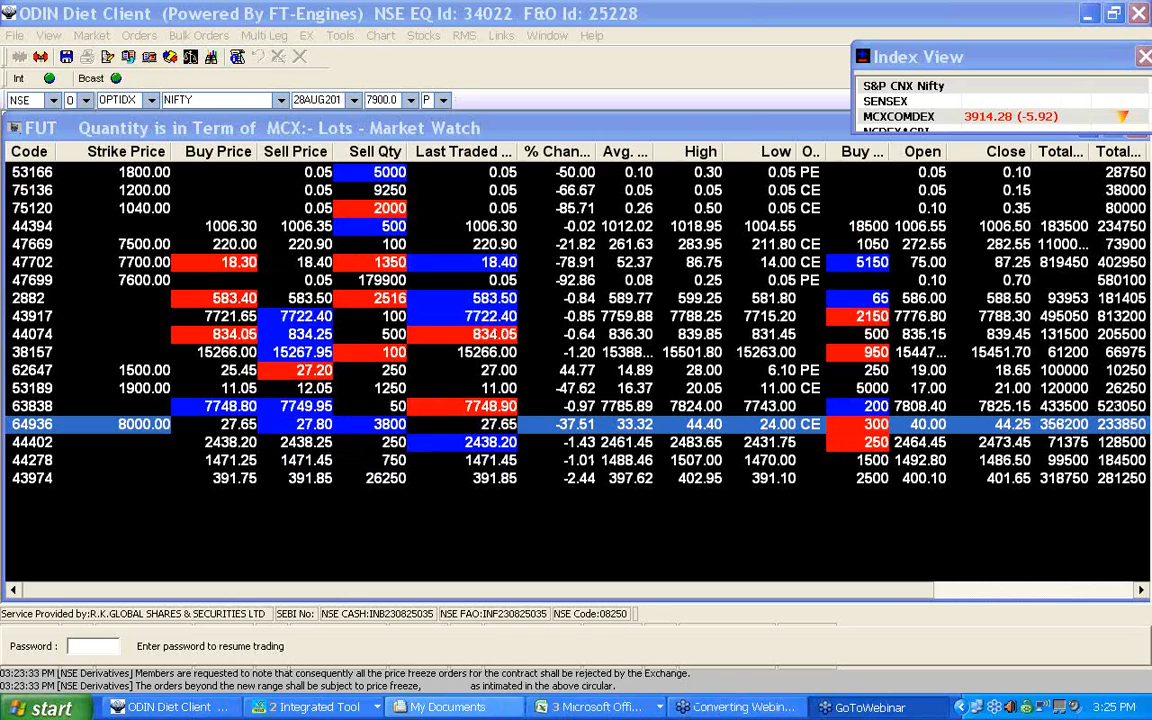 ODIN Diet Client (Powered By FT-Engines) NSE EQ Id: 34022 F&O Id: 25228
File View Market Orders Bulk Orders Multi Leg EX Tools Chart Stocks RMS Links Window Help
Index View
Int Bcast
S&P CNX Nifty
SENSEX
MCXCOMDEX 3914.28 (-5.92)
NCDEXAGRI
NSE O OPTIDX NIFTY 28AUG201 7900.0 P
FUT Quantity is in Term of MCX:- Lots - Market Watch
Code Strike Price Buy Price Sell Price Sell Qty Last Traded ... % Chan... Avg. ... High Low O.. Buy ... Open Close Total... Total...
53166 1800.00 0.05 5000 0.05 -50.00 0.10 0.30 0.05 PE 0.05 0.10 28750
75136 1200.00 0.05 9250 0.05 -66.67 0.07 0.30 0.05 CE 0.05 0.15 38000
75120 1040.00 0.05 2000 0.05 -85.71 0.26 0.50 0.05 CE 0.10 0.35 80000
44394 1006.30 1006.35 500 1006.30 -0.02 1012.02 1018.95 1004.55 18500 1006.55 1006.50 183500 234750
47669 7500.00 220.00 220.90 100 220.90 -21.82 261.63 283.95 211.80 CE 1050 272.55 282.55 11000... 73900
47702 7700.00 18.30 18.40 1350 18.40 -78.91 52.37 86.75 14.00 CE 5150 75.00 87.25 819450 402950
47699 7600.00 0.05 179900 0.05 -92.86 0.08 0.25 0.05 PE 0.10 0.70 580100
2882 583.40 583.50 2516 583.50 -0.84 589.77 599.25 581.80 65 586.00 588.50 93953 181405
43917 7721.65 7722.40 100 7722.40 -0.85 7759.88 7788.25 7715.20 2150 7776.80 7788.30 495050 813200
44074 834.05 834.25 500 834.05 -0.64 836.30 839.85 831.45 500 835.15 839.45 131500 205500
38157 15266.00 15267.95 100 15266.00 -1.20 15388... 15501.80 15263.00 950 15447... 15451.70 61200 66975
62647 1500.00 25.45 27.20 250 27.00 44.77 14.89 28.00 6.10 PE 250 19.00 18.65 100000 10250
53189 1900.00 11.05 12.05 1250 11.00 -47.62 16.37 20.20 11.00 CE 5000 17.00 21.00 120000 26250
63838 7748.80 7749.95 50 7748.90 -0.97 7785.89 7824.00 7743.00 200 7808.40 7825.15 433500 523050
64936 8000.00 27.65 27.80 3800 27.65 -37.51 33.32 44.40 24.00 CE 300 40.00 44.25 358200 233850
44402 2438.20 2438.25 250 2438.20 -1.43 2461.45 2483.65 2431.75 250 2464.45 2473.45 71375 128500
44278 1471.25 1471.45 750 1471.45 -1.01 1488.46 1507.00 1470.00 1500 1492.80 1486.50 99500 184500
43974 391.75 391.85 26250 391.85 -2.44 397.62 402.95 391.10 2500 400.10 401.65 318750 281250
Service Provided by:R.K.GLOBAL SHARES & SECURITIES LTD SEBI No: NSE CASH:INB230825035 NSE FAO:INF230825035 NSE Code:08250
Password : Enter password to resume trading
03:23:33 PM [NSE Derivatives] Members are requested to note that consequently all the price freeze orders for the contract shall be rejected by the Exchange.
03:23:33 PM [NSE Derivatives] The orders beyond the new range shall be subject to price freeze, as intimated in the above circular.
start ODIN Diet Client ... 2 Integrated Tool My Documents 3 Microsoft Offi... Converting Webin... GoToWebinar 3:25 PM